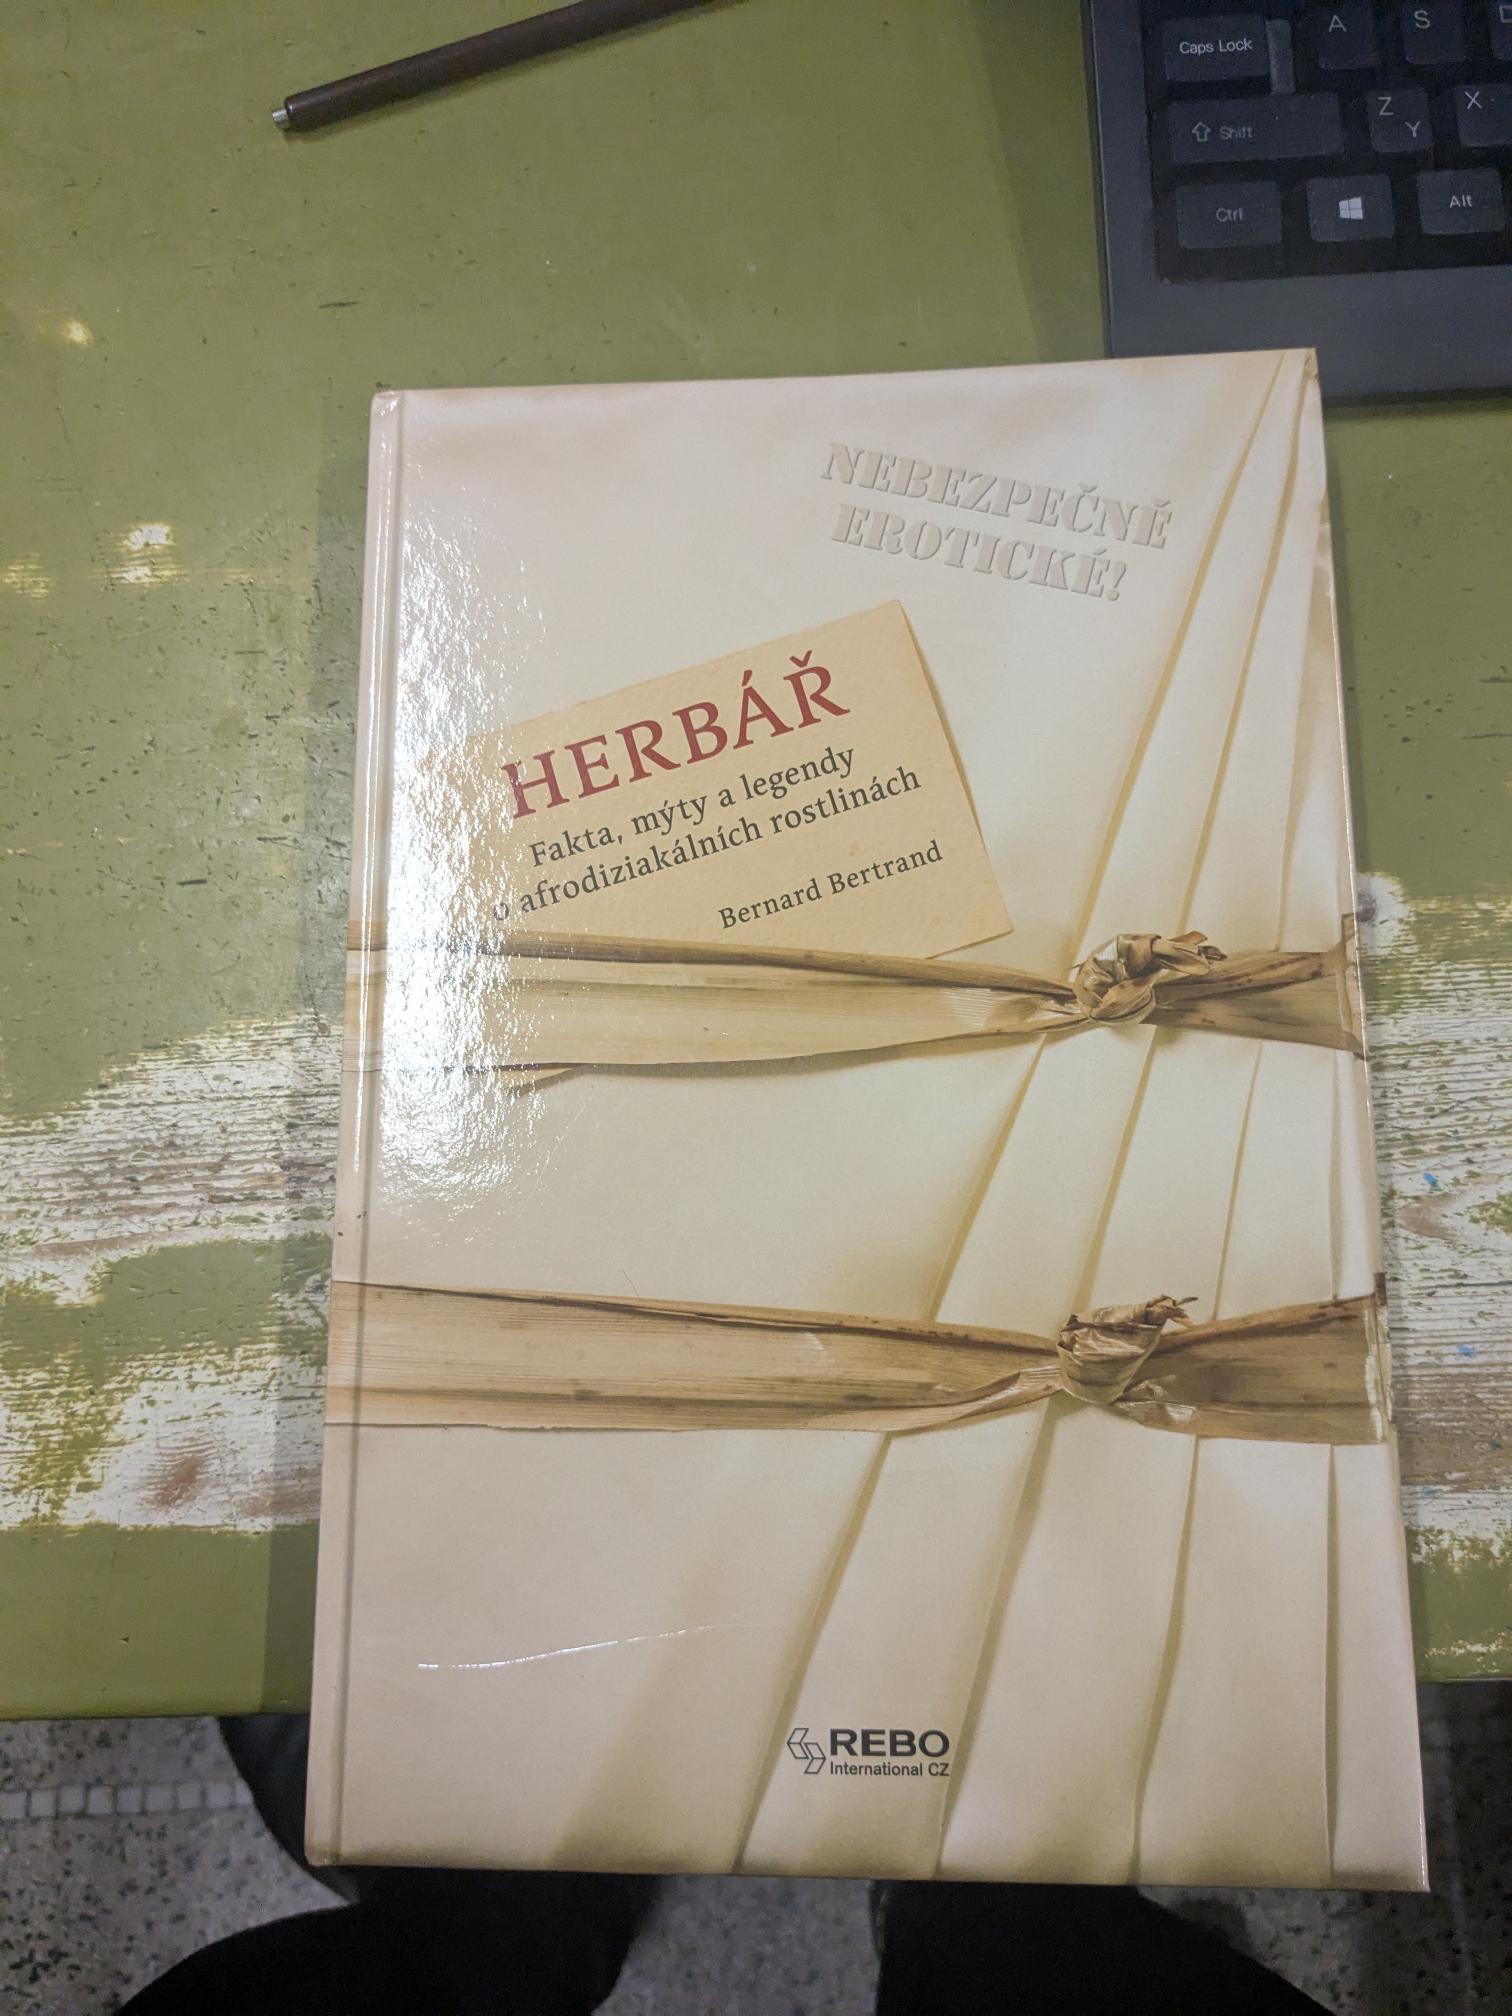 Caps Lock
A
S
D
Shift
Z
Y
X
Ctrl
Alt
NEBEZPEČNĚ
EROTICKÉ!
HERBÁŘ
Fakta, mýty a legendy
o afrodiziakálních rostlinách
Bernard Bertrand
REBO
International CZ